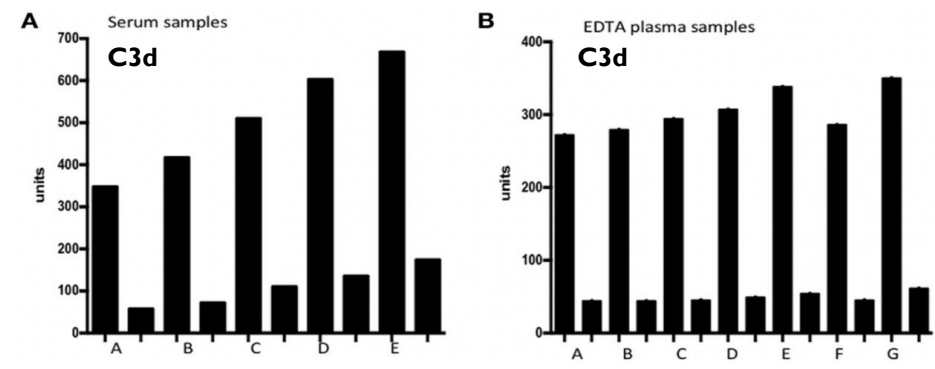 A
Serum samples
C3d
700
600
500
400
300
200
100
0
units
A B C D E
B
EDTA plasma samples
C3d
400
300
200
100
0
units
A B C D E F G